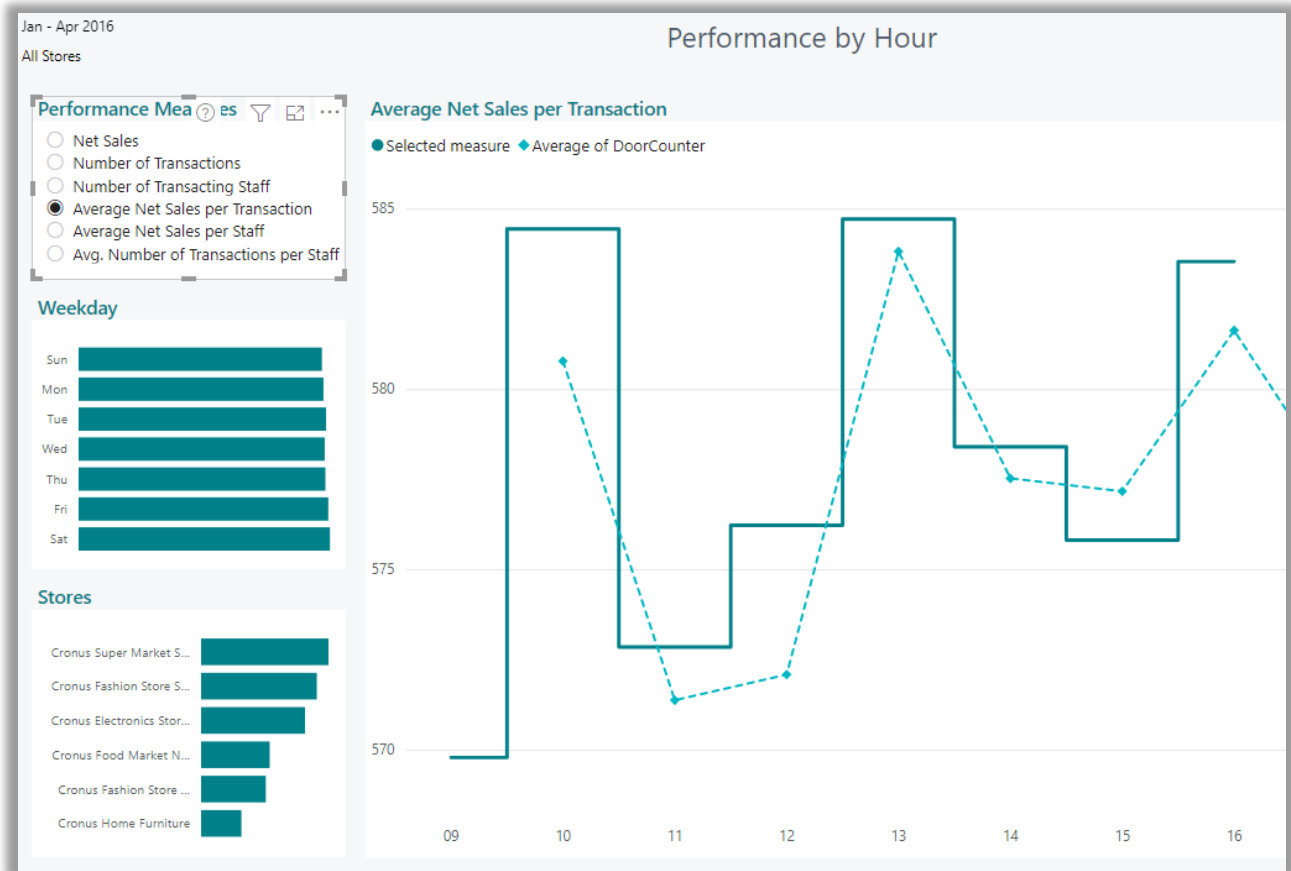 Jan - Apr 2016
All Stores
Performance by Hour
Performance Mea es
Net Sales
Number of Transactions
Number of Transacting Staff
Average Net Sales per Transaction
Average Net Sales per Staff
Avg. Number of Transactions per Staff
Weekday
Sun
Mon
Tue
Wed
Thu
Fri
Sat
Stores
Cronus Super Market S...
Cronus Fashion Store S...
Cronus Electronics Stor...
Cronus Food Market N...
Cronus Fashion Store ...
Cronus Home Furniture
Average Net Sales per Transaction
Selected measure Average of DoorCounter
585
580
575
570
09 10 11 12 13 14 15 16